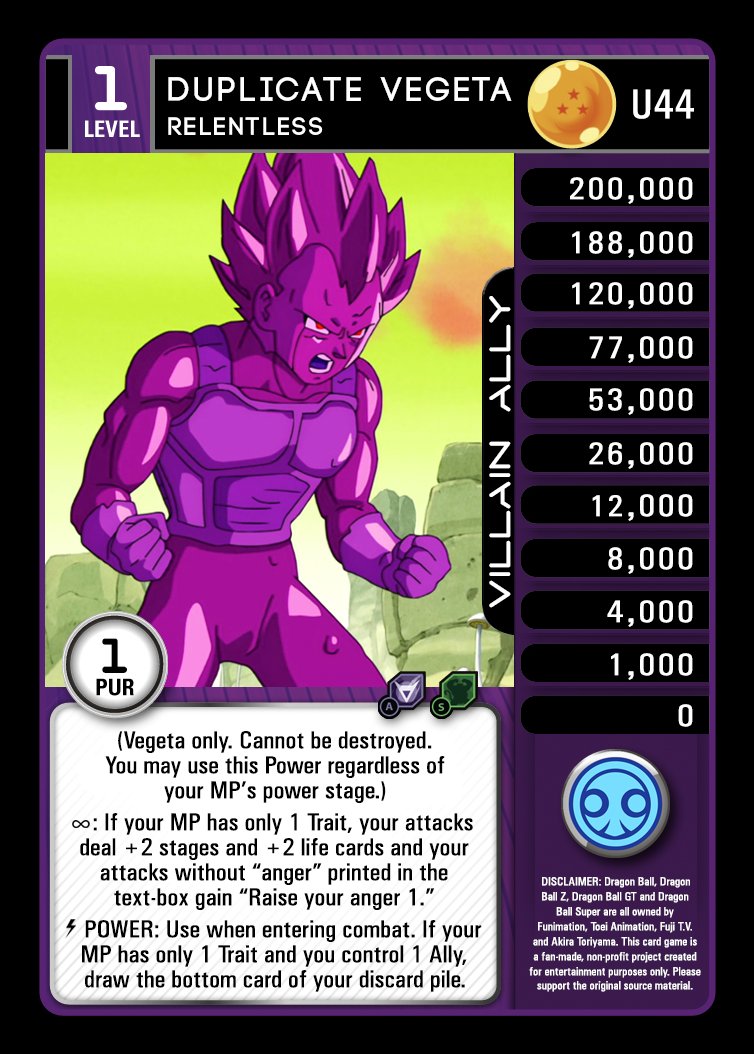 1
LEVEL
DUPLICATE VEGETA
RELENTLESS
U44
200,000
188,000
120,000
77,000
53,000
26,000
12,000
8,000
4,000
1,000
0
VILLAIN ALLY
1
PUR
A
S
(Vegeta only. Cannot be destroyed.
You may use this Power regardless of
your MP's power stage.)
∞: If your MP has only 1 Trait, your attacks
deal +2 stages and +2 life cards and your
attacks without “anger” printed in the
text-box gain “Raise your anger 1.”
POWER: Use when entering combat. If your
MP has only 1 Trait and you control 1 Ally,
draw the bottom card of your discard pile.
DISCLAIMER: Dragon Ball, Dragon
Ball Z, Dragon Ball GT and Dragon
Ball Super are all owned by
Funimation, Toei Animation, Fuji T.V.
and Akira Toriyama. This card game is
a fan-made, non-profit project created
for entertainment purposes only. Please
support the original source material.